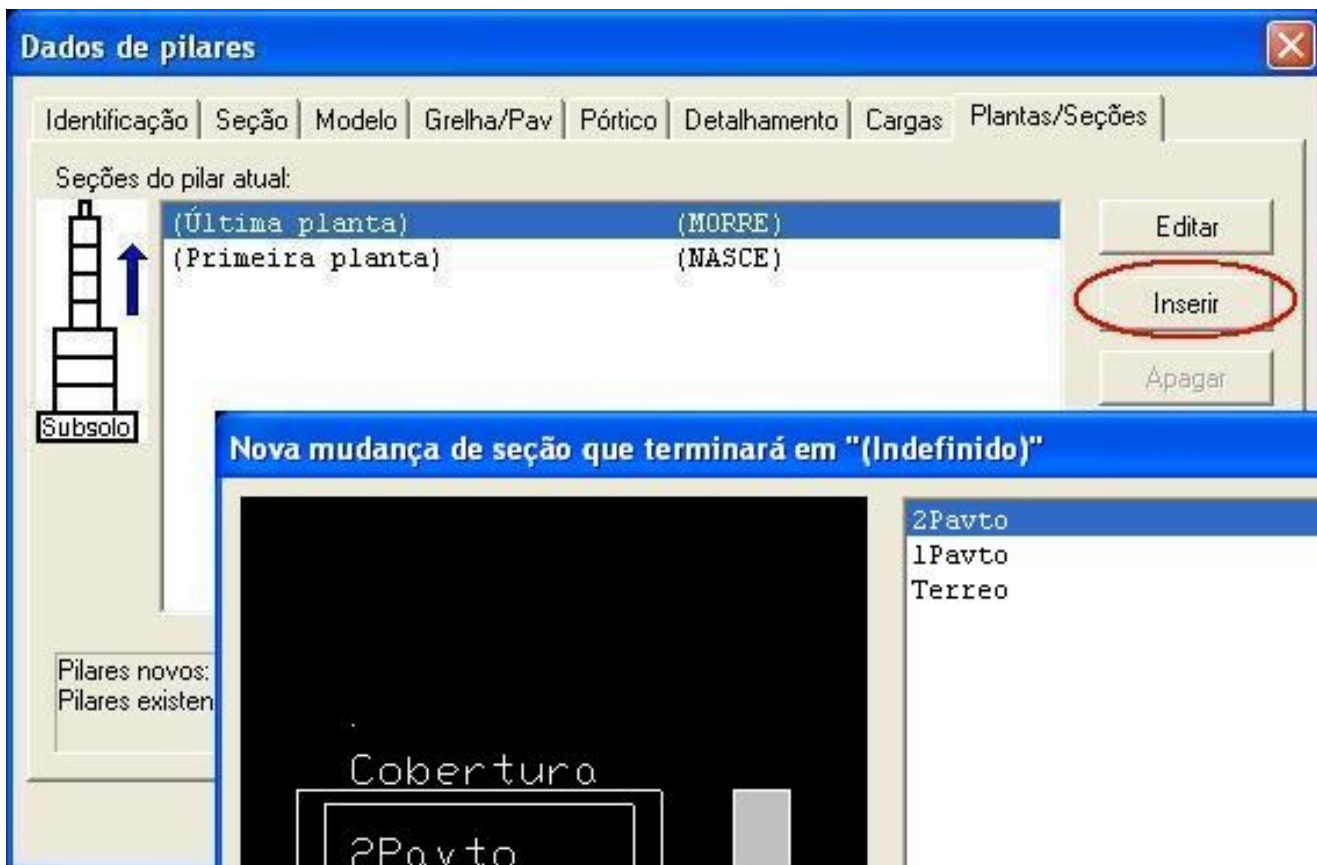 Dados de pilares
Identificação Seção Modelo Grelha/Pav Pórtico Detalhamento Cargas Plantas/Seções
Seções do pilar atual:
(Última planta) (MORRE)
(Primeira planta) (NASCE)
Editar
Inserir
Apagar
Subsolo
Nova mudança de seção que terminará em "(Indefinido)"
2Pavto
1Pavto
Terreo
Pilares novos:
Pilares existen
Cobertura
2Pavto